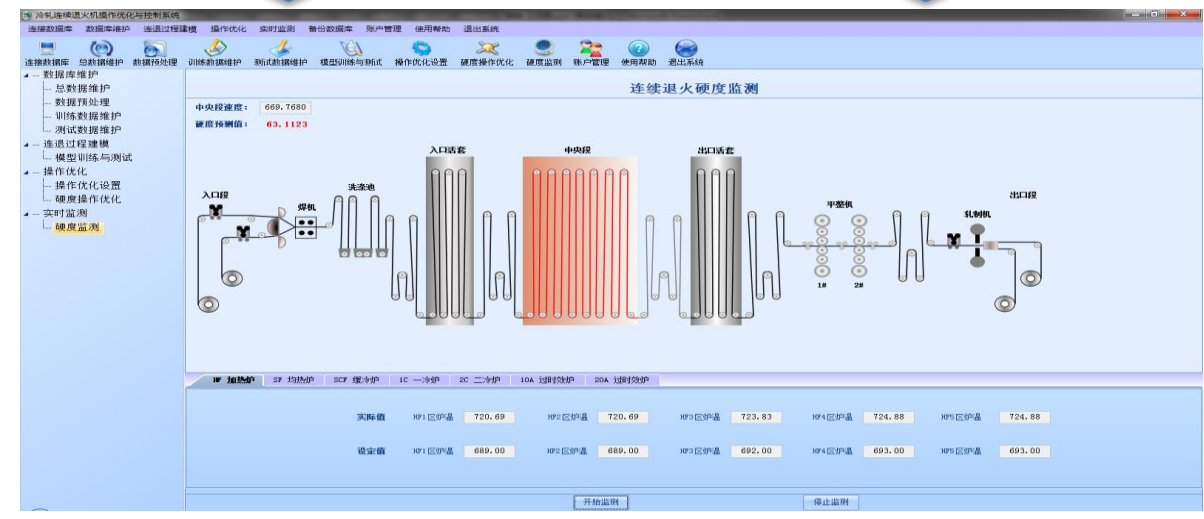 冷轧连续退火机操作优化与控制系统
连接数据库 数据库维护 连退过程建模 操作优化 实时监测 备份数据库 账户管理 使用帮助 退出系统
连接数据库 总数据维护 数据预处理 训练数据维护 测试数据维护 模型训练与测试 操作优化设置 硬度操作优化 硬度监测 账户管理 使用帮助 退出系统
数据库维护
总数据维护
数据预处理
训练数据维护
测试数据维护
连退过程建模
模型训练与测试
操作优化
操作优化设置
硬度操作优化
实时监测
硬度监测
连续退火硬度监测
中央段速度: 669.7680
硬度预测值: 63.1123
入口活套 中央段 出口活套
入口段 焊机 洗涤池 平整机 轧制机 出口段
1# 2#
HF 加热炉 SF 均热炉 SCF 缓冷炉 1C 一冷炉 2C 二冷炉 1OA 过时效炉 2OA 过时效炉
实际值 HF1区炉温 720.69 HF2区炉温 720.69 HF3区炉温 723.83 HF4区炉温 724.88 HF5区炉温 724.88
设定值 HF1区炉温 689.00 HF2区炉温 689.00 HF3区炉温 692.00 HF4区炉温 693.00 HF5区炉温 693.00
开始监测 停止监测